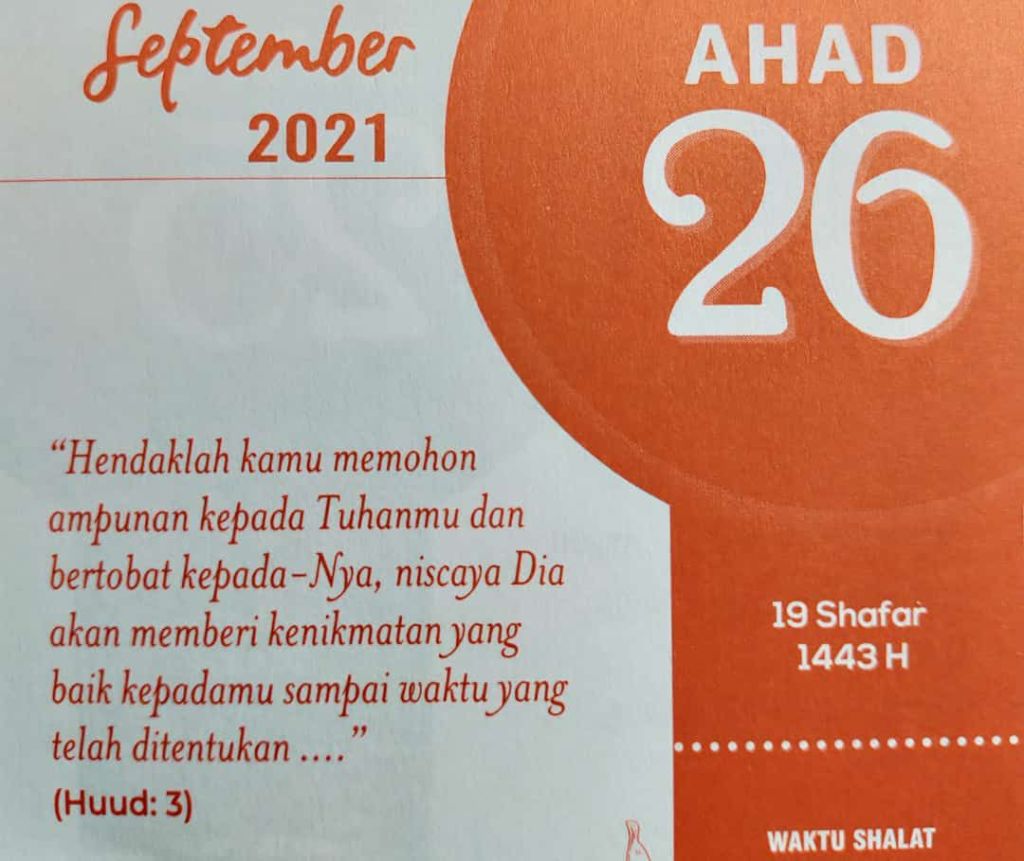 September
2021
AHAD
26
"Hendaklah kamu memohon
ampunan kepada Tuhanmu dan
bertobat kepada-Nya, niscaya Dia
akan memberi kenikmatan yang
baik kepadamu sampai waktu yang
telah ditentukan ...."
(Huud: 3)
19 Shafar
1443 H
WAKTU SHALAT